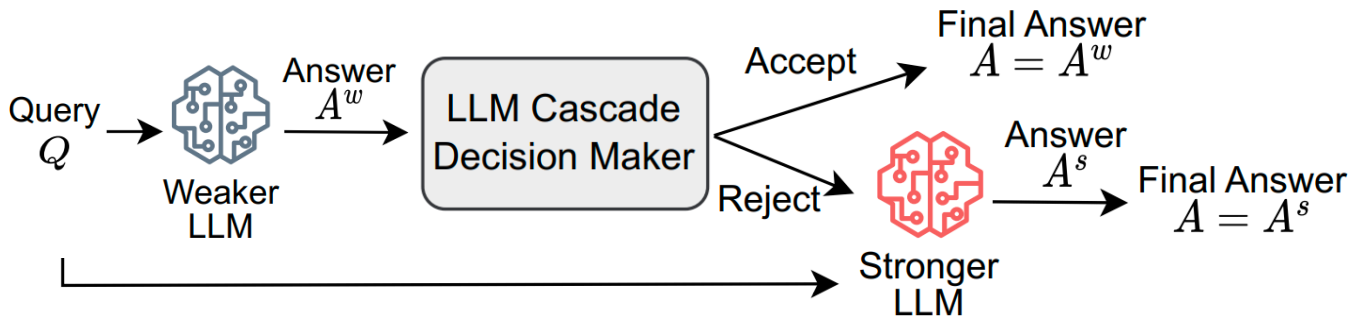 Query
Q
Weaker
LLM
Answer
A^w
LLM Cascade
Decision Maker
Accept
Reject
Final Answer
A = A^w
Stronger
LLM
Answer
A^s
Final Answer
A = A^s